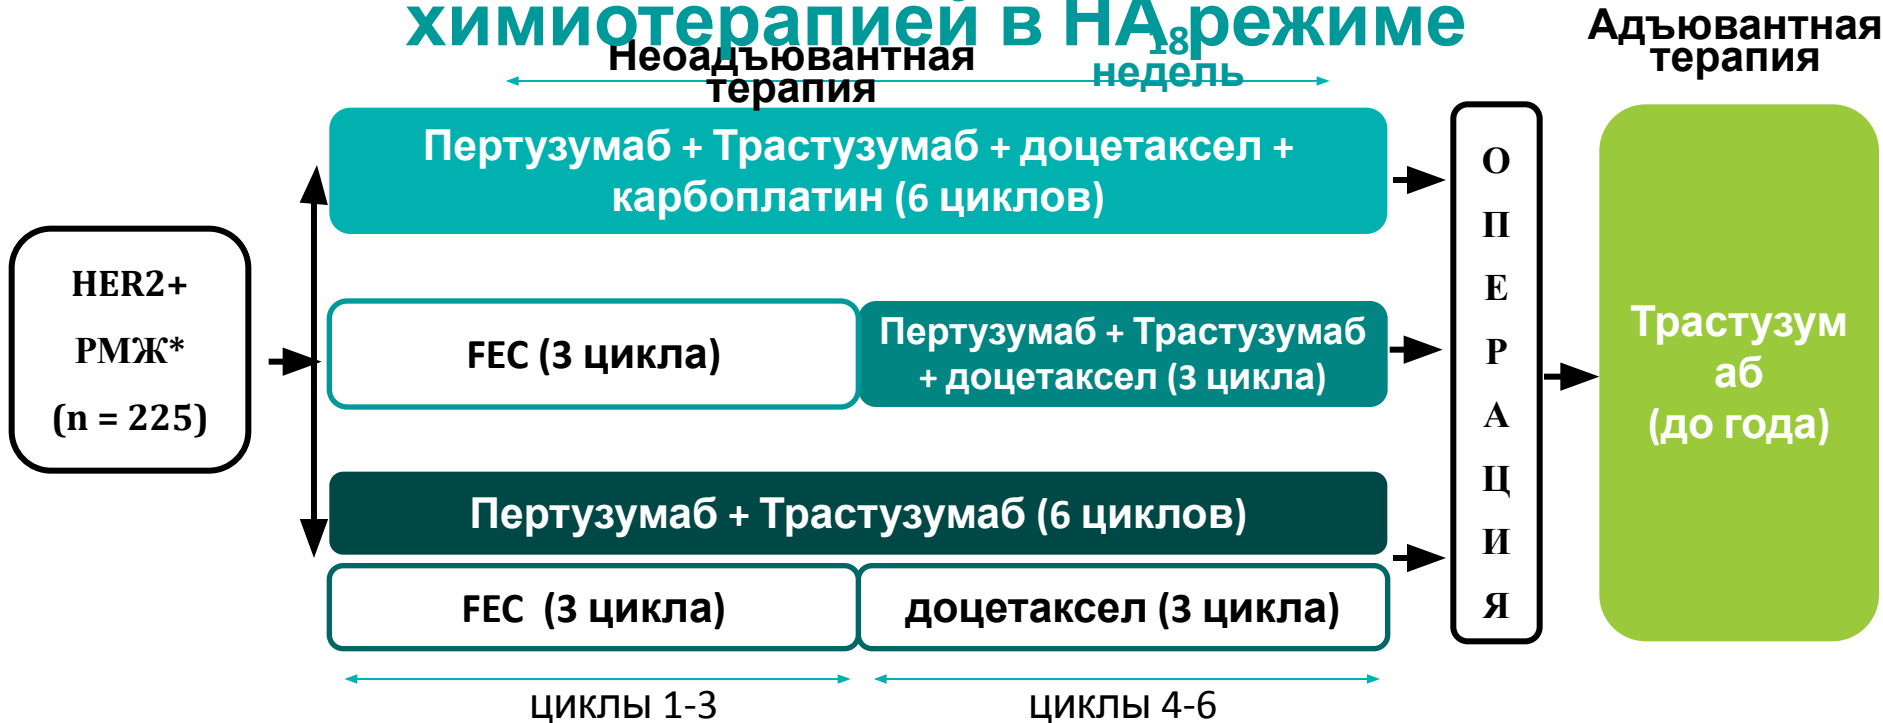 химиотерапией в НА режиме
Неоадъювантная
терапия
18
недель
Адъювантная
терапия
Пертузумаб + Трастузумаб + доцетаксел +
карбоплатин (6 циклов)
HER2+
РМЖ*
(n = 225)
FEC (3 цикла)
Пертузумаб + Трастузумаб
+ доцетаксел (3 цикла)
Пертузумаб + Трастузумаб (6 циклов)
FEC (3 цикла)
доцетаксел (3 цикла)
циклы 1-3
циклы 4-6
О
П
Е
Р
А
Ц
И
Я
Трастузум
аб
(до года)